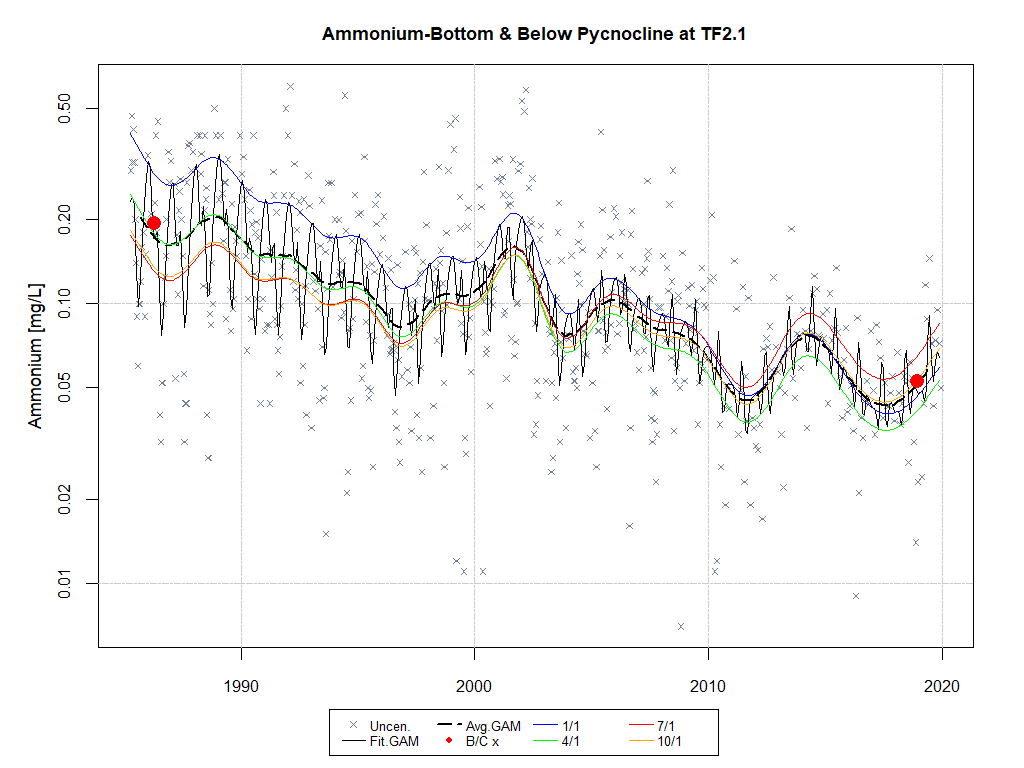 Ammonium-Bottom & Below Pycnocline at TF2.1
Ammonium [mg/L]
0.50
0.20
0.10
0.05
0.02
0.01
1990 2000 2010 2020
Uncen. Avg.GAM 1/1 7/1
Fit.GAM B/C x 4/1 10/1